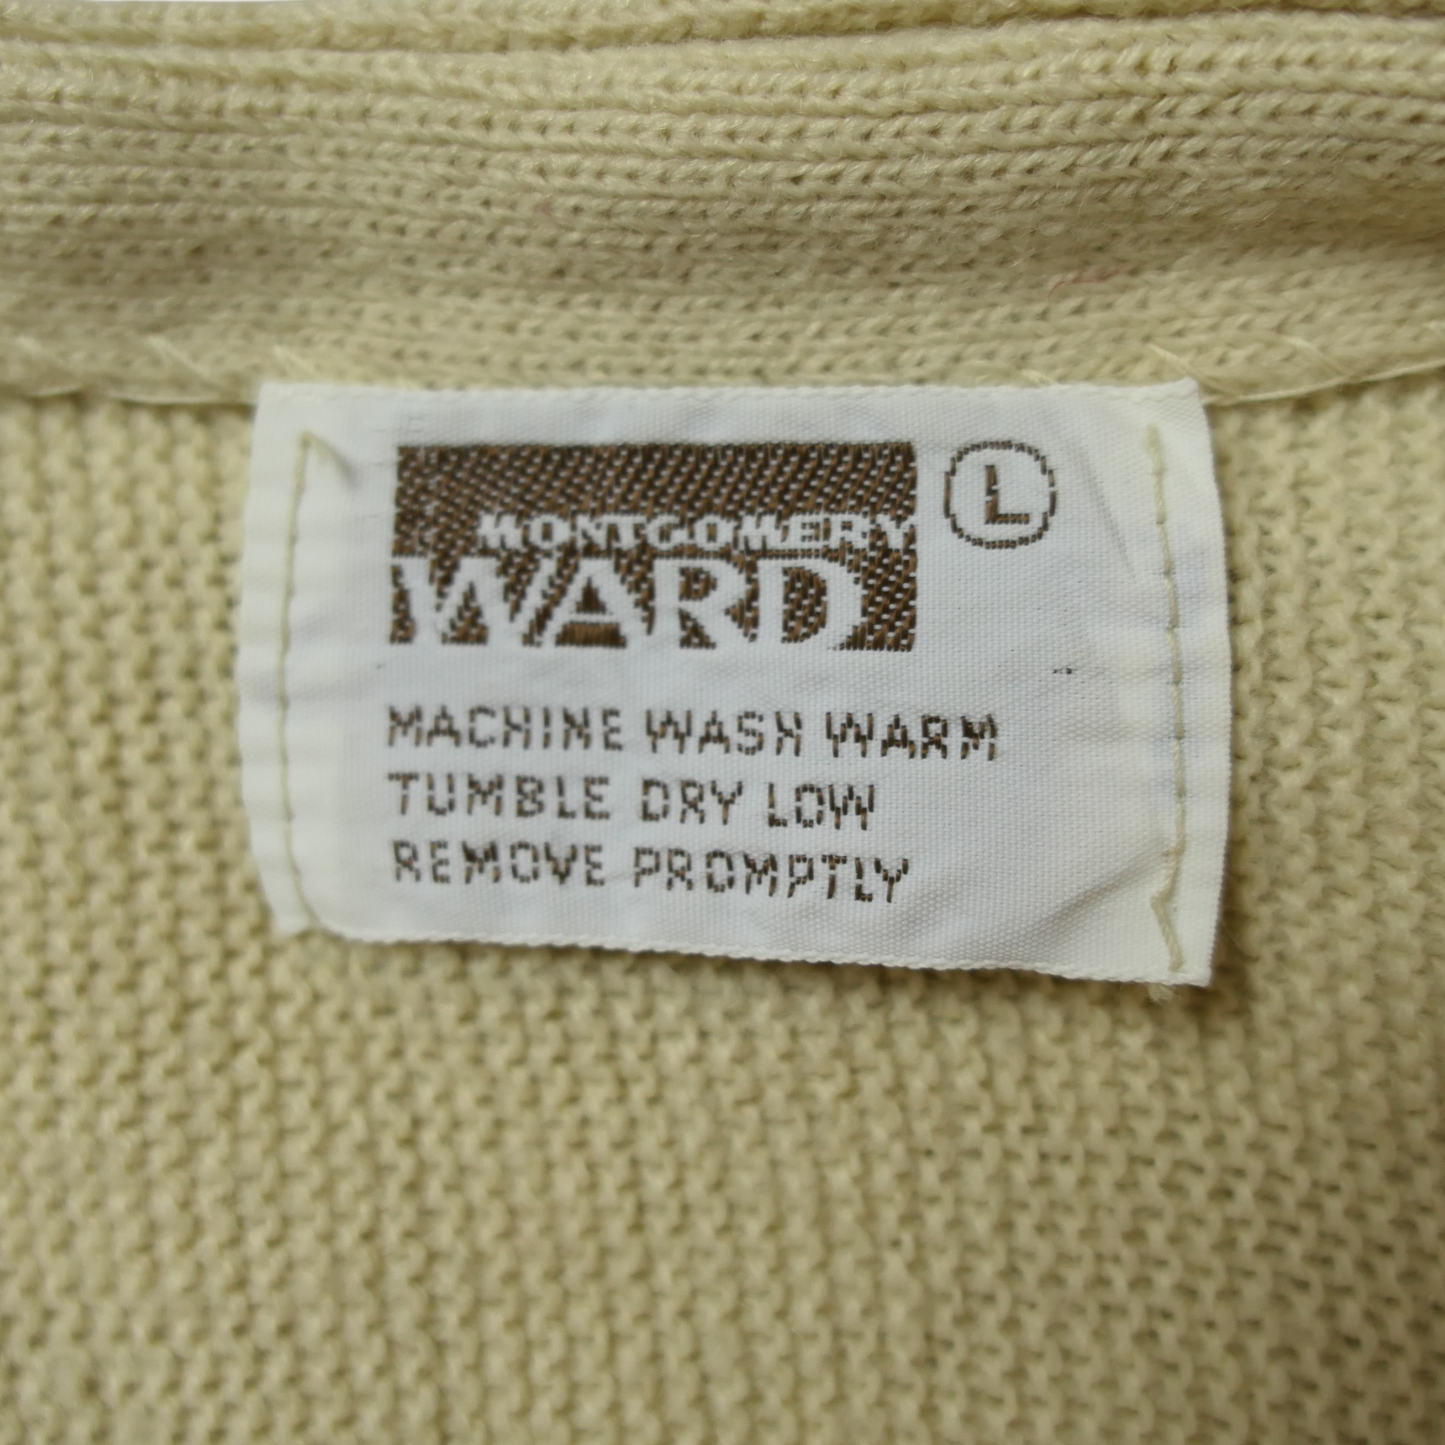 MONTGOMERY
WARD
L
MACHINE WASH WARM
TUMBLE DRY LOW
REMOVE PROMPTLY